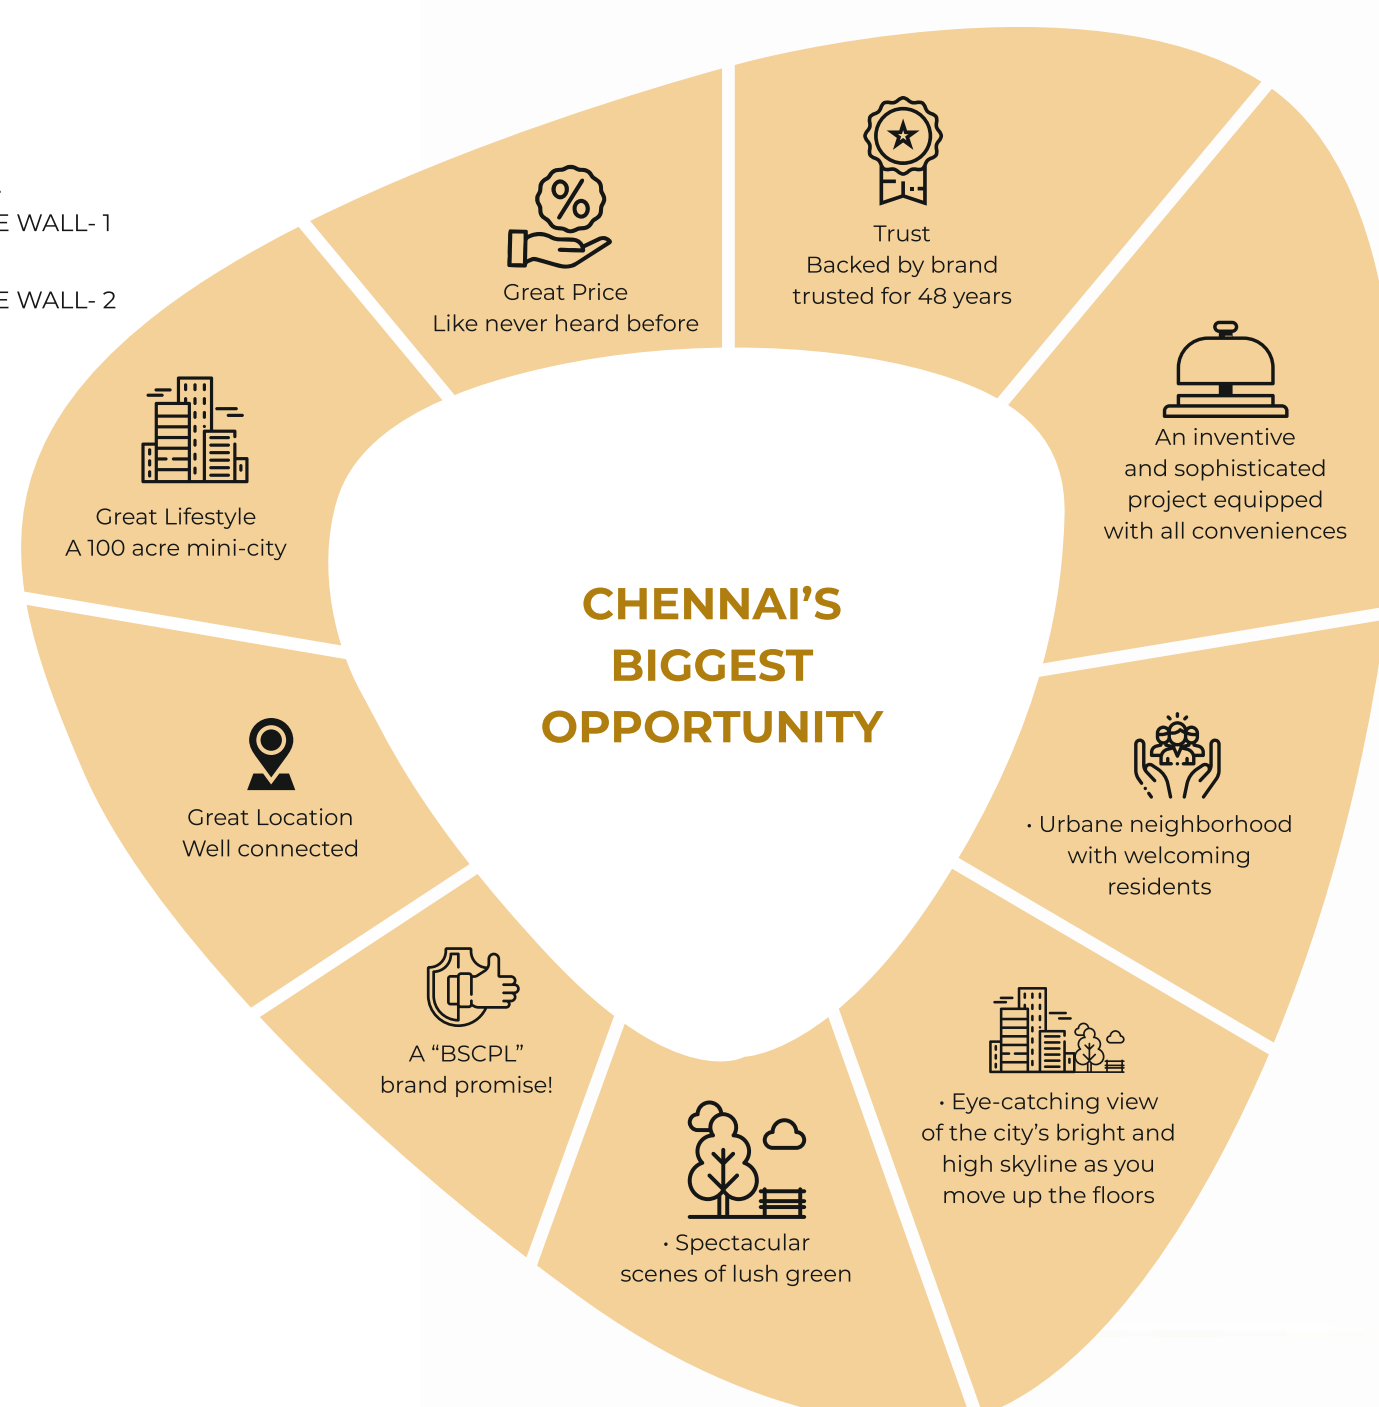 E WALL- 1
E WALL- 2
Great Price
Like never heard before
Trust
Backed by brand
trusted for 48 years
An inventive
and sophisticated
project equipped
with all conveniences
Great Lifestyle
A 100 acre mini-city
CHENNAI’S
BIGGEST
OPPORTUNITY
Great Location
Well connected
• Urbane neighborhood
with welcoming
residents
A “BSCPL”
brand promise!
• Eye-catching view
of the city’s bright and
high skyline as you
move up the floors
• Spectacular
scenes of lush green